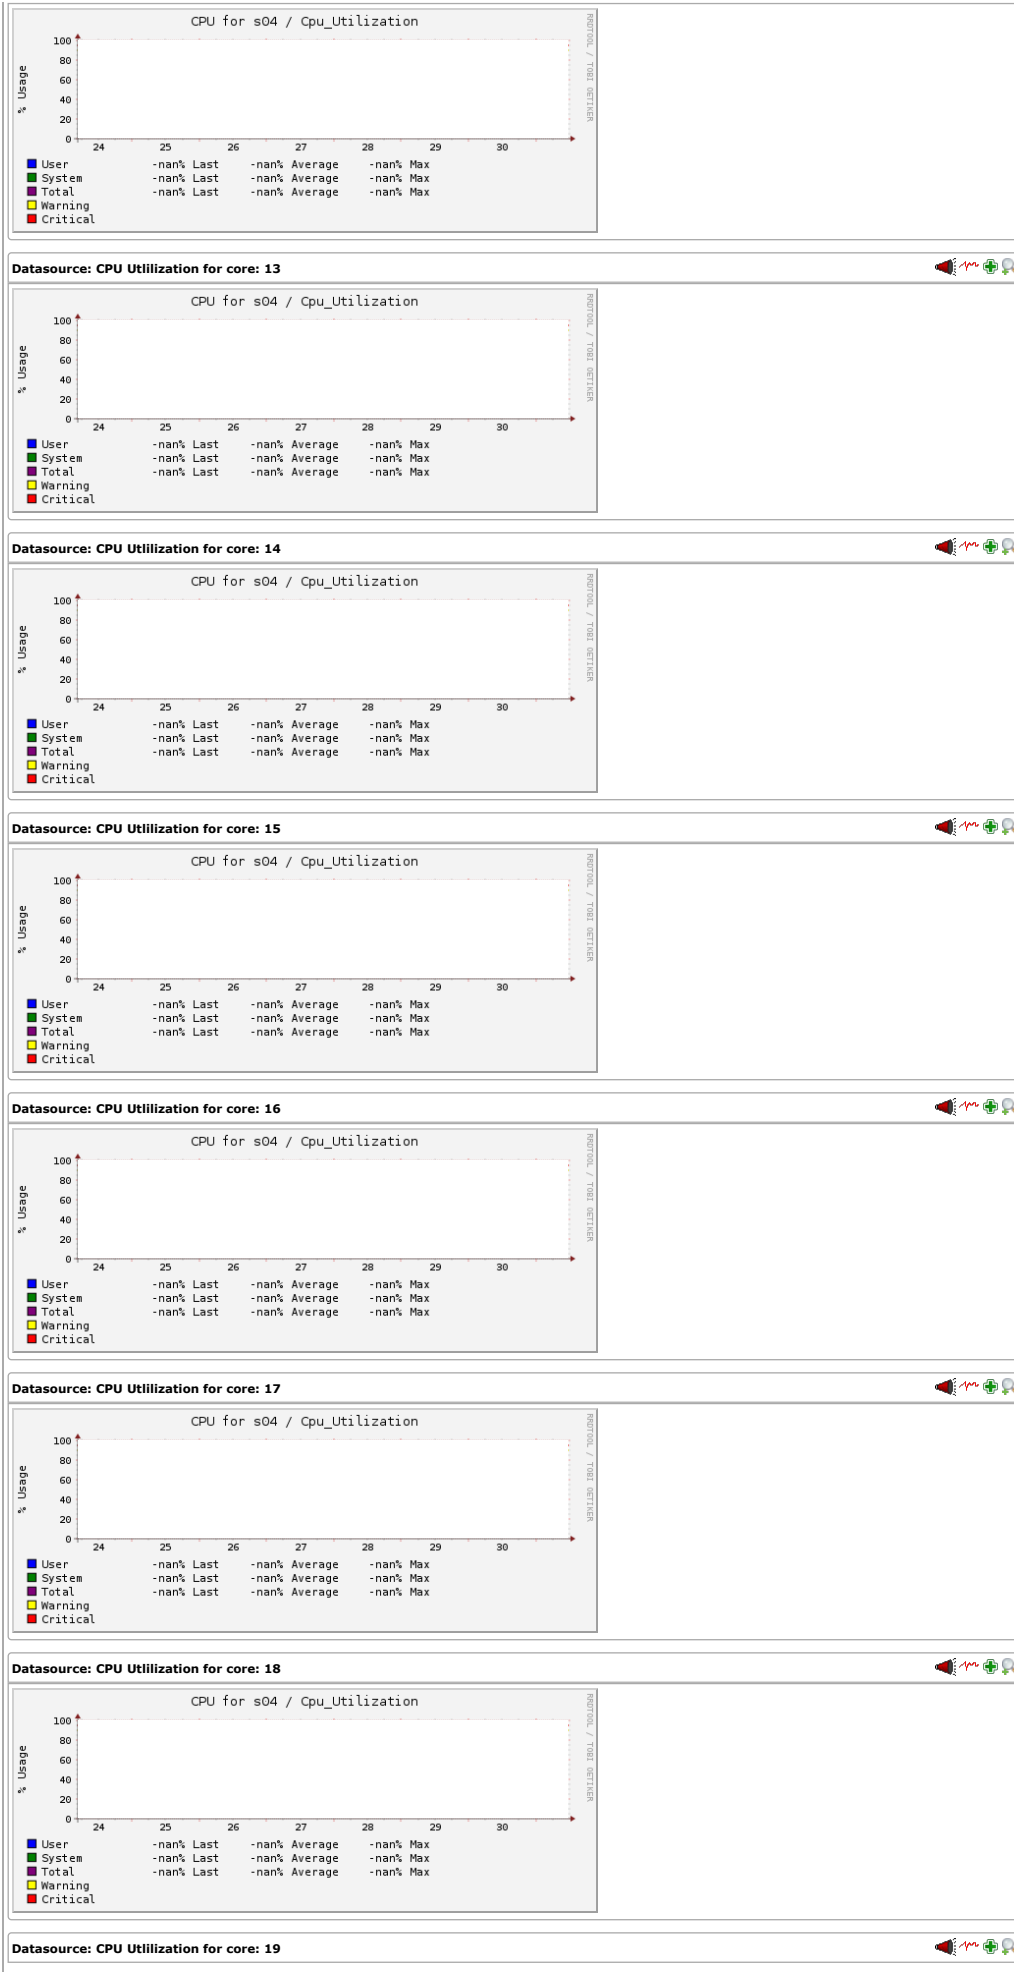 CPU for s04 / Cpu_Utilization
RRDTOOL / TOBI OETIKER
% Usage
100
80
60
40
20
0
24 25 26 27 28 29 30
User -nan% Last -nan% Average -nan% Max
System -nan% Last -nan% Average -nan% Max
Total -nan% Last -nan% Average -nan% Max
Warning
Critical
Datasource: CPU Utlilization for core: 13
CPU for s04 / Cpu_Utilization
RRDTOOL / TOBI OETIKER
% Usage
100
80
60
40
20
0
24 25 26 27 28 29 30
User -nan% Last -nan% Average -nan% Max
System -nan% Last -nan% Average -nan% Max
Total -nan% Last -nan% Average -nan% Max
Warning
Critical
Datasource: CPU Utlilization for core: 14
CPU for s04 / Cpu_Utilization
RRDTOOL / TOBI OETIKER
% Usage
100
80
60
40
20
0
24 25 26 27 28 29 30
User -nan% Last -nan% Average -nan% Max
System -nan% Last -nan% Average -nan% Max
Total -nan% Last -nan% Average -nan% Max
Warning
Critical
Datasource: CPU Utlilization for core: 15
CPU for s04 / Cpu_Utilization
RRDTOOL / TOBI OETIKER
% Usage
100
80
60
40
20
0
24 25 26 27 28 29 30
User -nan% Last -nan% Average -nan% Max
System -nan% Last -nan% Average -nan% Max
Total -nan% Last -nan% Average -nan% Max
Warning
Critical
Datasource: CPU Utlilization for core: 16
CPU for s04 / Cpu_Utilization
RRDTOOL / TOBI OETIKER
% Usage
100
80
60
40
20
0
24 25 26 27 28 29 30
User -nan% Last -nan% Average -nan% Max
System -nan% Last -nan% Average -nan% Max
Total -nan% Last -nan% Average -nan% Max
Warning
Critical
Datasource: CPU Utlilization for core: 17
CPU for s04 / Cpu_Utilization
RRDTOOL / TOBI OETIKER
% Usage
100
80
60
40
20
0
24 25 26 27 28 29 30
User -nan% Last -nan% Average -nan% Max
System -nan% Last -nan% Average -nan% Max
Total -nan% Last -nan% Average -nan% Max
Warning
Critical
Datasource: CPU Utlilization for core: 18
CPU for s04 / Cpu_Utilization
RRDTOOL / TOBI OETIKER
% Usage
100
80
60
40
20
0
24 25 26 27 28 29 30
User -nan% Last -nan% Average -nan% Max
System -nan% Last -nan% Average -nan% Max
Total -nan% Last -nan% Average -nan% Max
Warning
Critical
Datasource: CPU Utlilization for core: 19